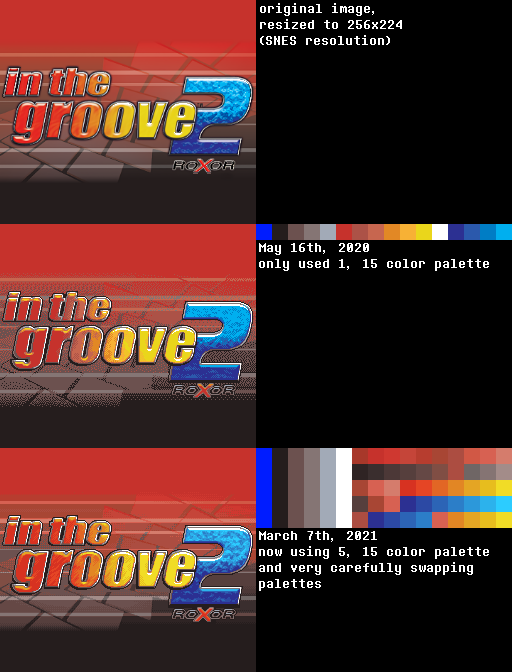 original image,
resized to 256x224
(SNES resolution)
in the
groove 2
ROXOR
May 16th, 2020
only used 1, 15 color palette
in the
groove 2
ROXOR
March 7th, 2021
now using 5, 15 color palette
and very carefully swapping
palettes
in the
groove 2
ROXOR